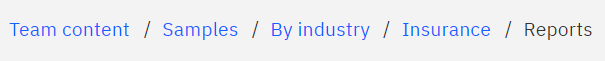 Team content / Samples / By industry / Insurance / Reports